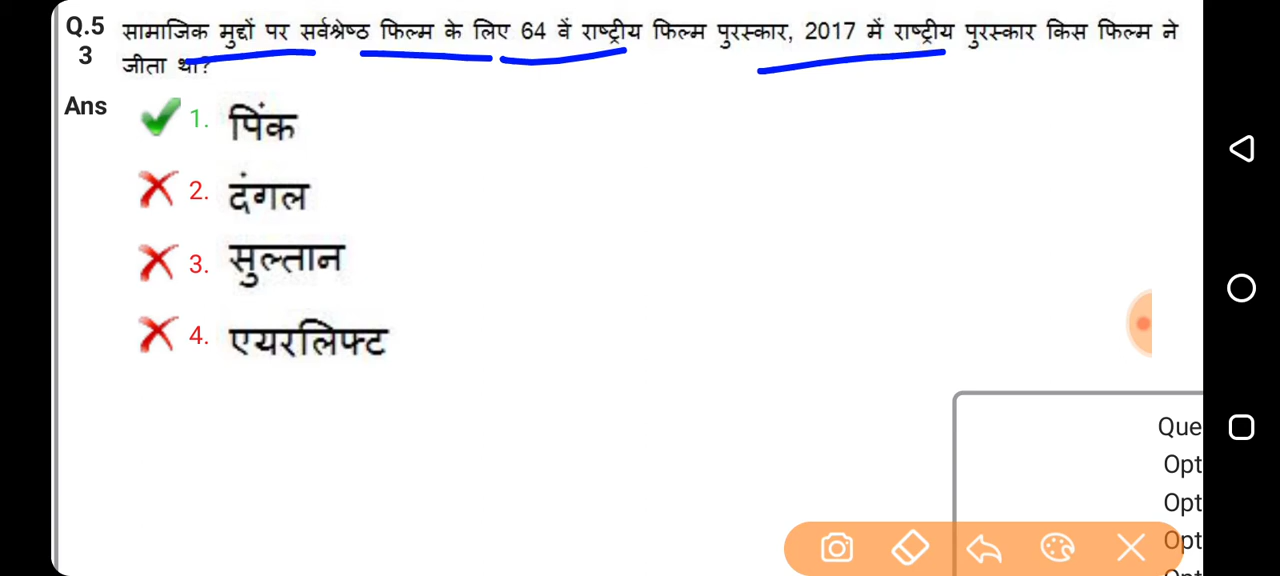 Q.5 सामाजिक मुद्दों पर सर्वश्रेष्ठ फिल्म के लिए 64 वें राष्ट्रीय फिल्म पुरस्कार, 2017 में राष्ट्रीय पुरस्कार किस फिल्म ने
3 जीता था?
Ans
1. पिंक
2. दंगल
3. सुल्तान
4. एयरलिफ्ट
Que
Opt
Opt
Opt